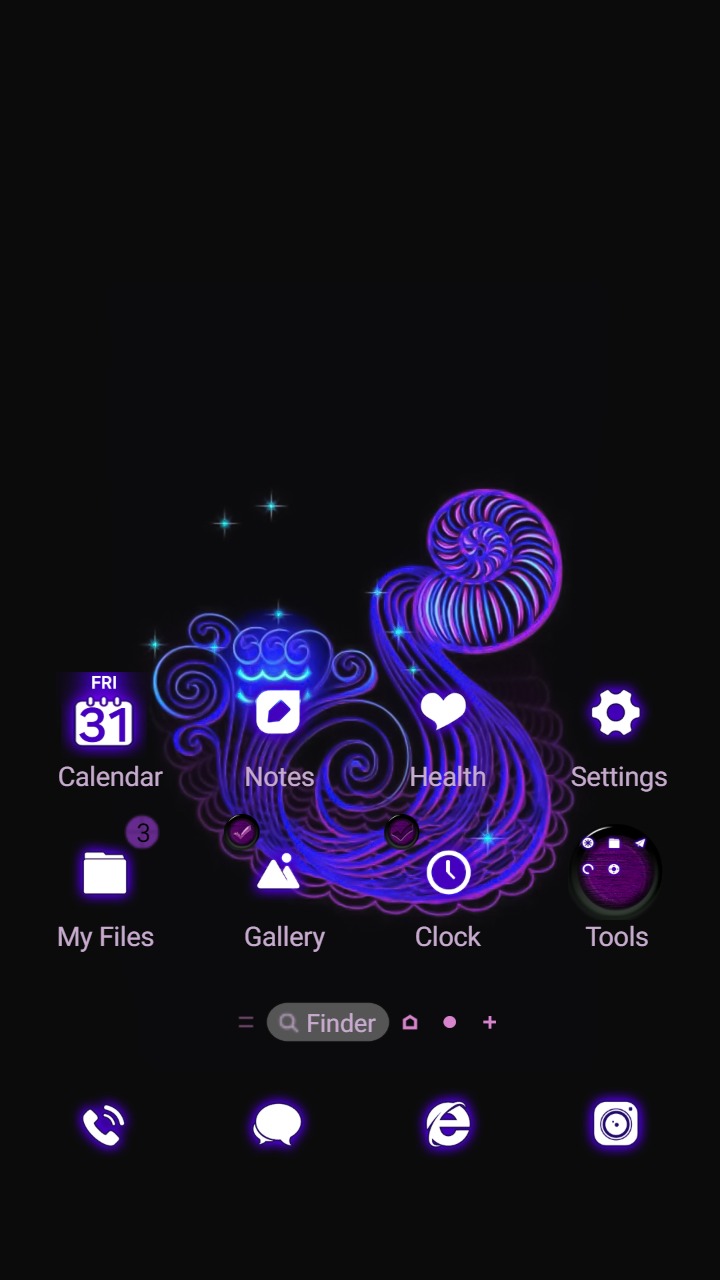 FRI
31
Calendar
Notes
Health
Settings
3
My Files
Gallery
Clock
Tools
Finder